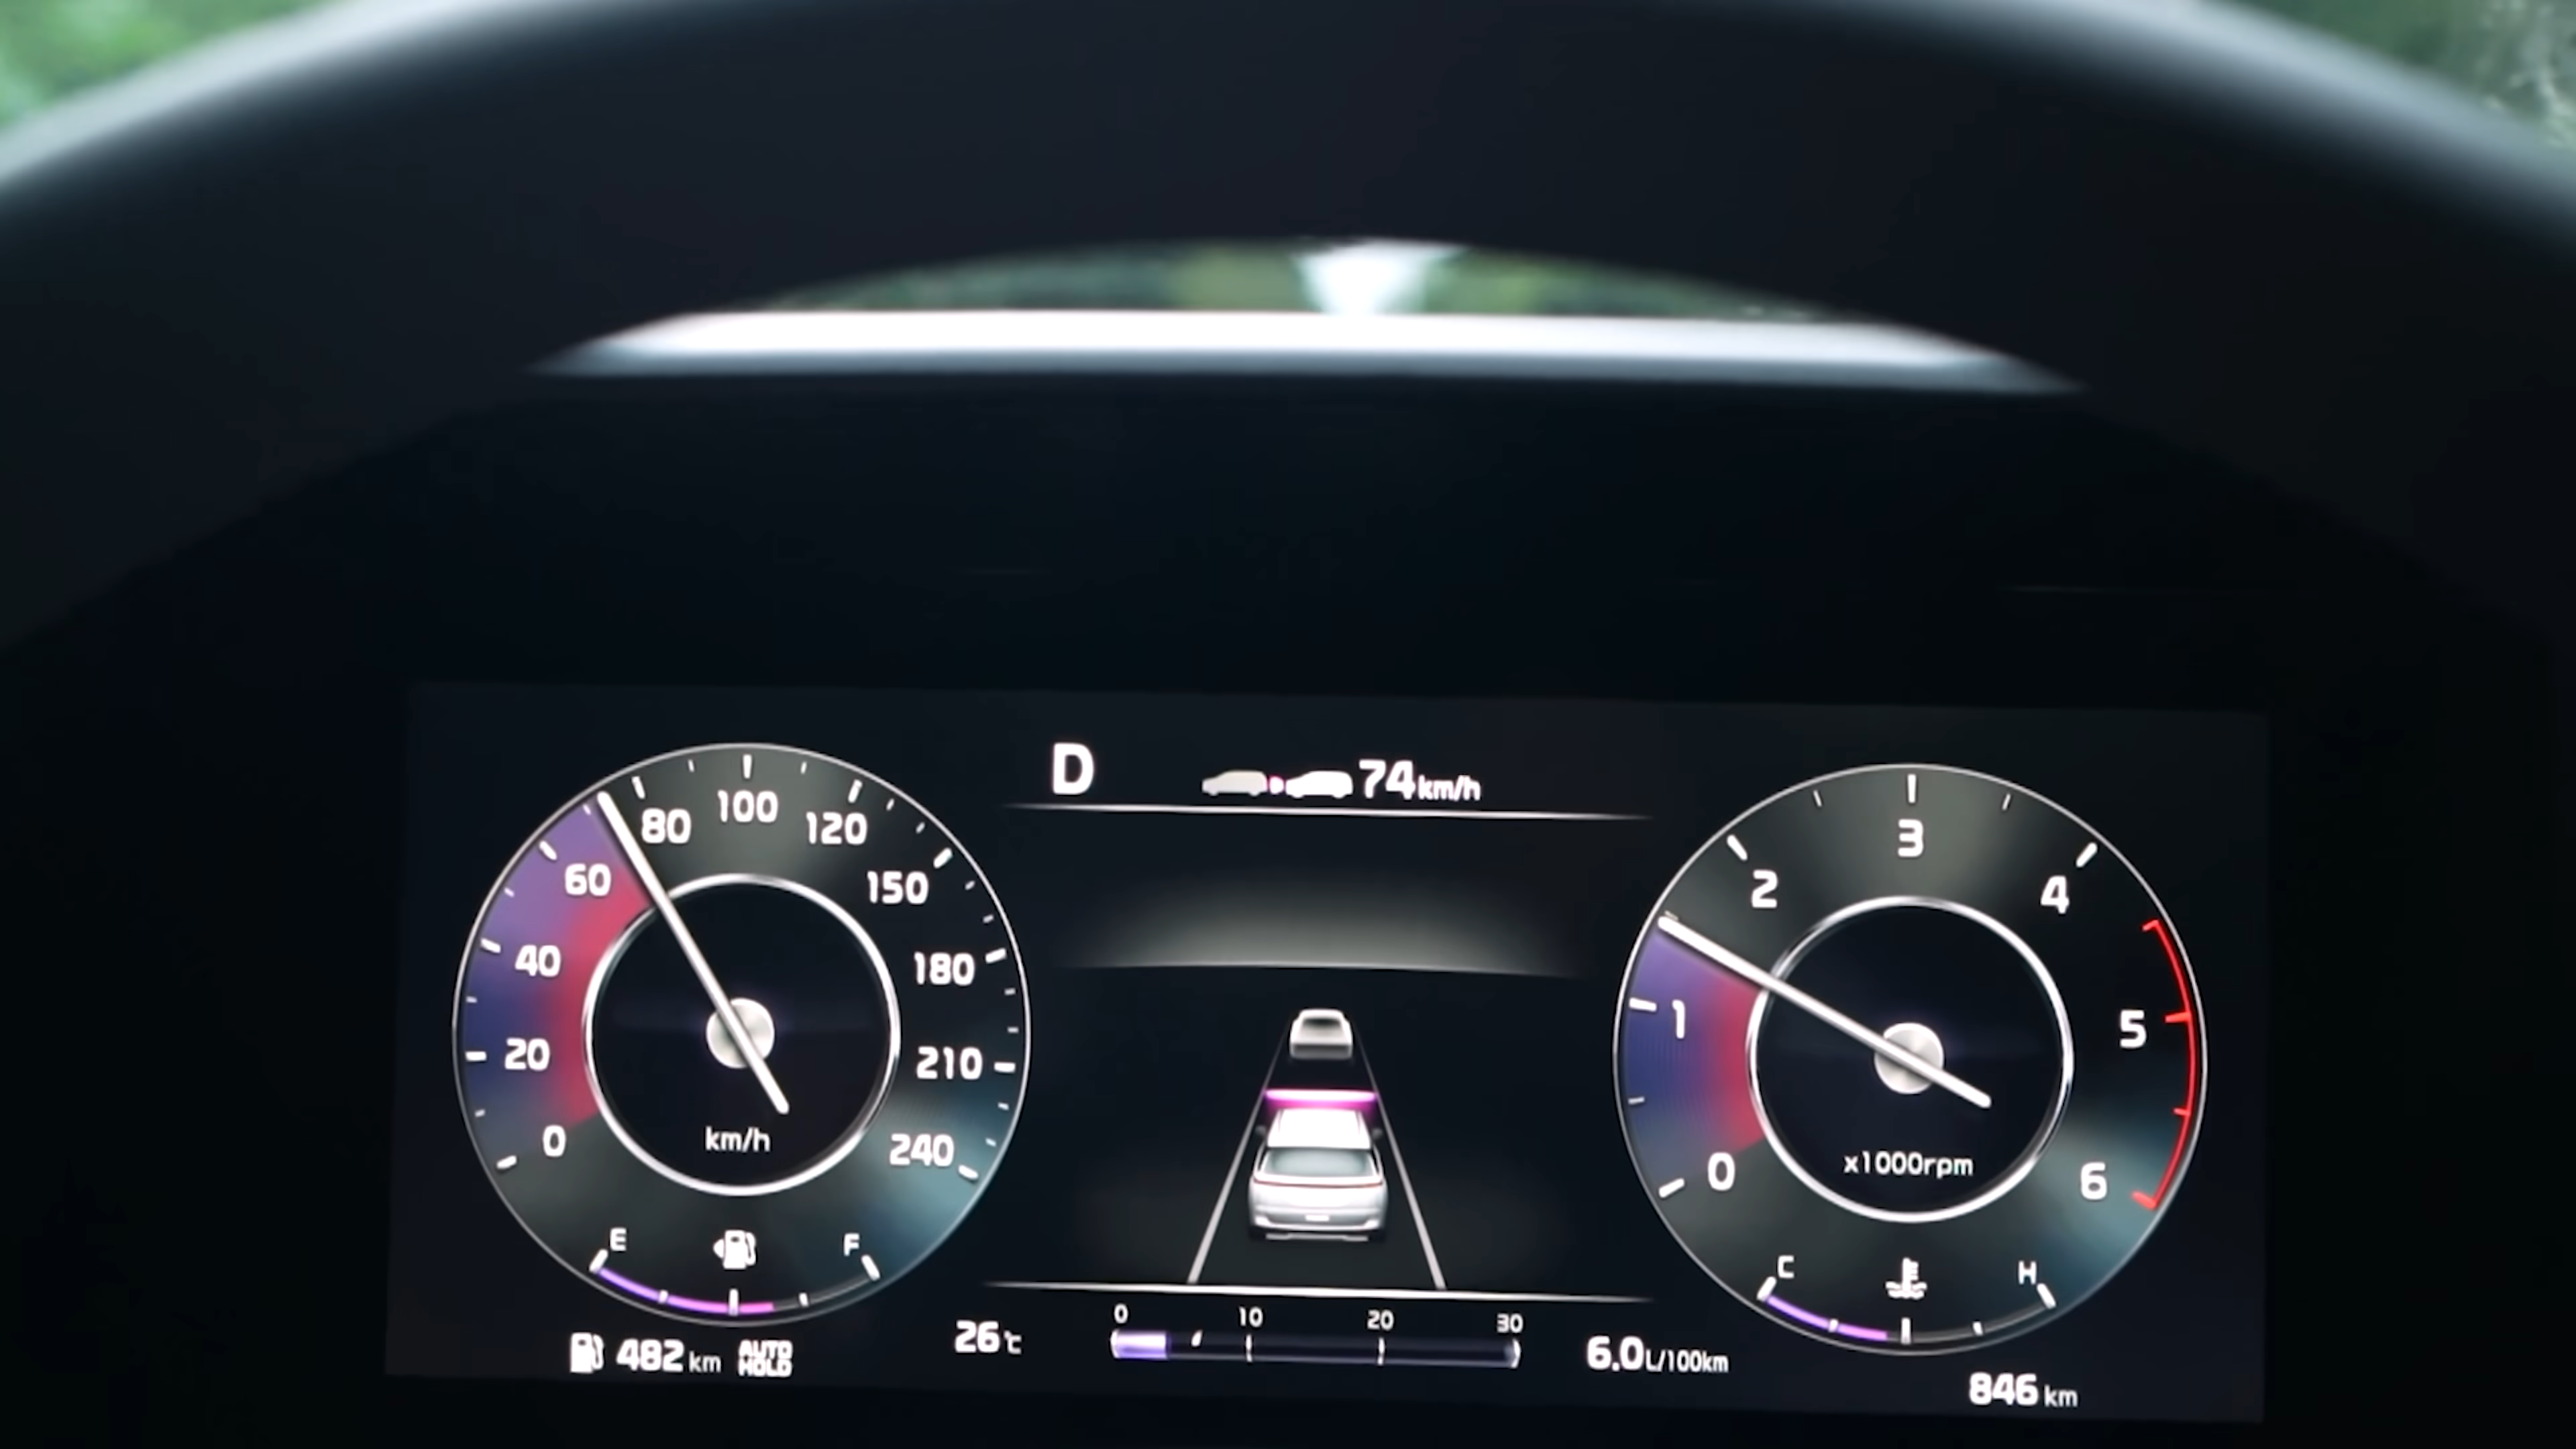 D 74km/h
100
80 120
60 150
40 180
20 210
0 240
km/h
E F
482 km AUTO HOLD
26℃
0 10 20 30
6.0L/100km
3
2 4
1 5
0 6
x1000rpm
C H
846 km